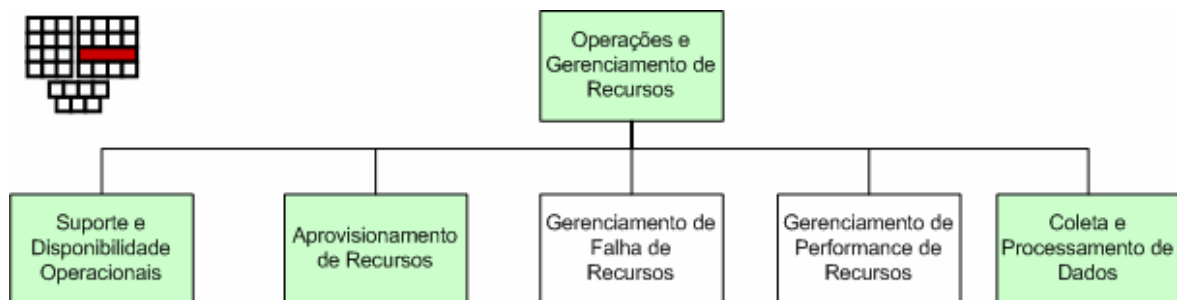 Operações e
Gerenciamento de
Recursos
Suporte e
Disponibilidade
Operacionais
Aprovisionamento
de Recursos
Gerenciamento de
Falha de
Recursos
Gerenciamento de
Performance de
Recursos
Coleta e
Processamento de
Dados